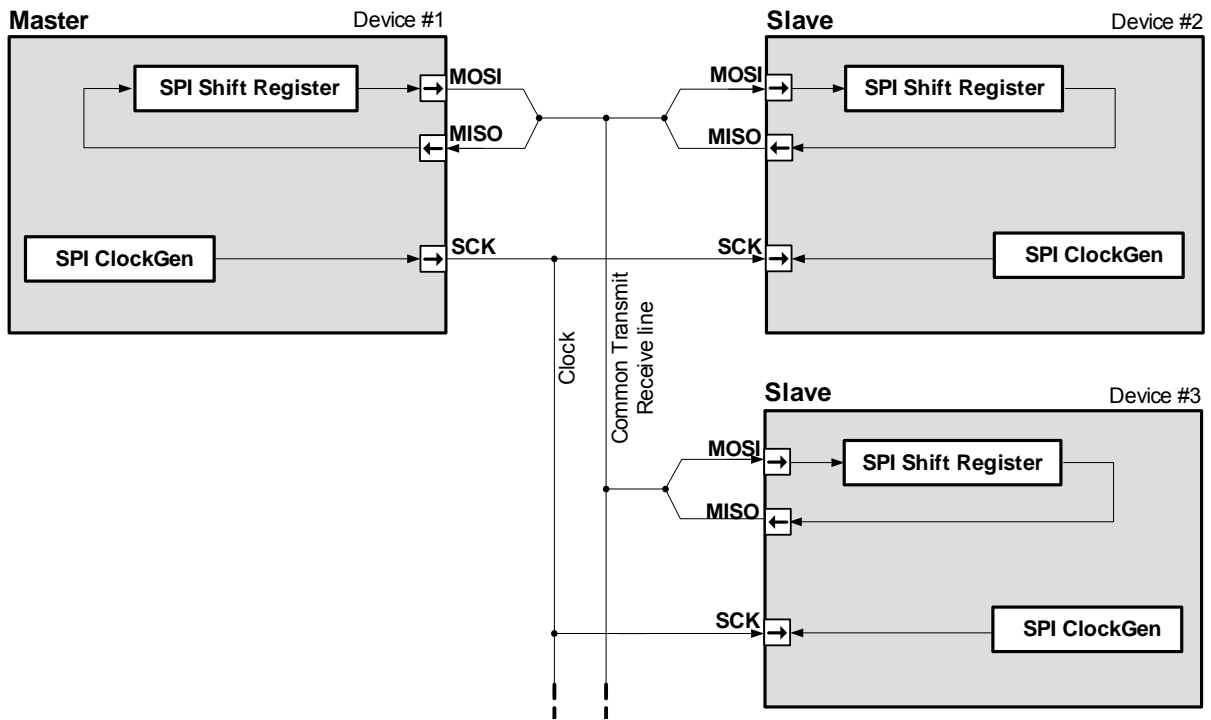 Master
Device #1
SPI Shift Register
MOSI
MISO
SPI ClockGen
SCK
Clock
Common Transmit
Receive line
Slave
Device #2
MOSI
SPI Shift Register
MISO
SCK
SPI ClockGen
Slave
Device #3
MOSI
SPI Shift Register
MISO
SCK
SPI ClockGen